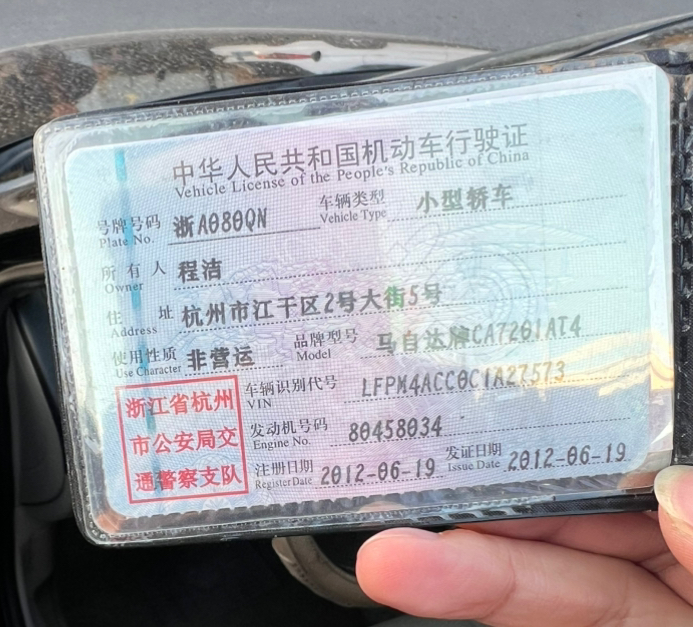 中华人民共和国机动车行驶证
Vehicle License of the People's Republic of China
号牌号码 浙A080QN 车辆类型 小型轿车
Plate No. Vehicle Type
所有人 程洁
Owner
住址 杭州市江干区2号大街5号
Address
使用性质 非营运 品牌型号 马自达牌CA7201AT4
Use Character Model
浙江省杭州
市公安局交
通警察支队
车辆识别代号 LFPM4ACC0C1A27573
VIN
发动机号码 80458034
Engine No.
注册日期 2012-06-19 发证日期 2012-06-19
Register Date Issue Date